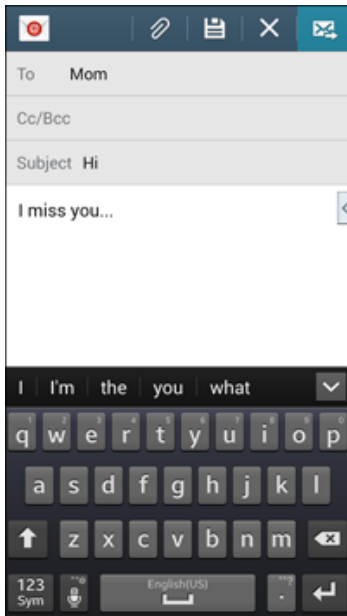 To Mom
Cc/Bcc
Subject Hi
I miss you...
I I'm the you what
q w e r t y u i o p
a s d f g h j k l
z x c v b n m
123 English(US) .
Sym